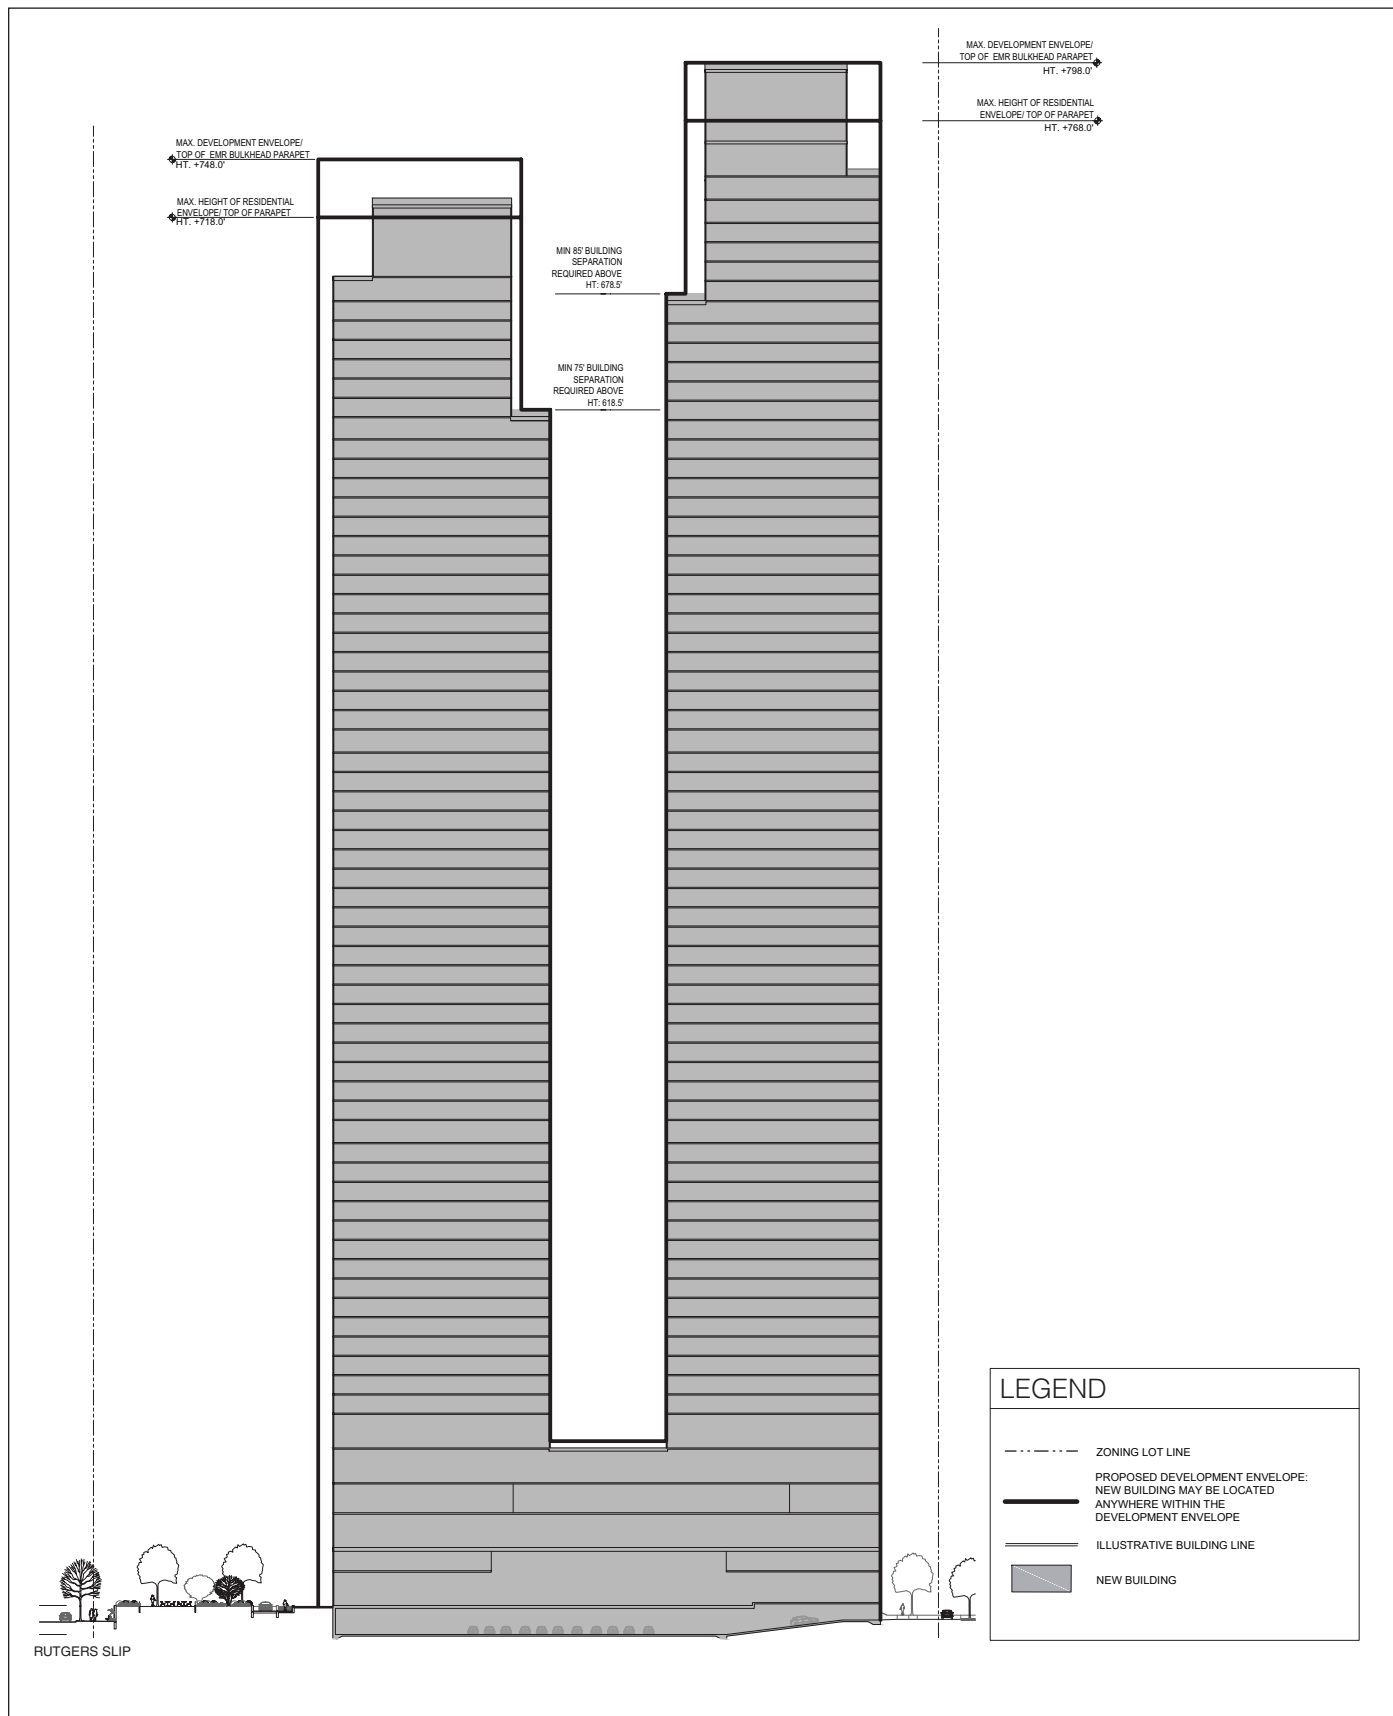 MAX. DEVELOPMENT ENVELOPE/
TOP OF EMR BULKHEAD PARAPET
HT. +798.0'
MAX. HEIGHT OF RESIDENTIAL
ENVELOPE/ TOP OF PARAPET
HT. +768.0'
MAX. DEVELOPMENT ENVELOPE/
TOP OF EMR BULKHEAD PARAPET
HT. +748.0'
MAX. HEIGHT OF RESIDENTIAL
ENVELOPE/ TOP OF PARAPET
HT. +718.0'
MIN 85' BUILDING
SEPARATION
REQUIRED ABOVE
HT: 678.5'
MIN 75' BUILDING
SEPARATION
REQUIRED ABOVE
HT: 618.5'
LEGEND
ZONING LOT LINE
PROPOSED DEVELOPMENT ENVELOPE:
NEW BUILDING MAY BE LOCATED
ANYWHERE WITHIN THE
DEVELOPMENT ENVELOPE
ILLUSTRATIVE BUILDING LINE
NEW BUILDING
RUTGERS SLIP